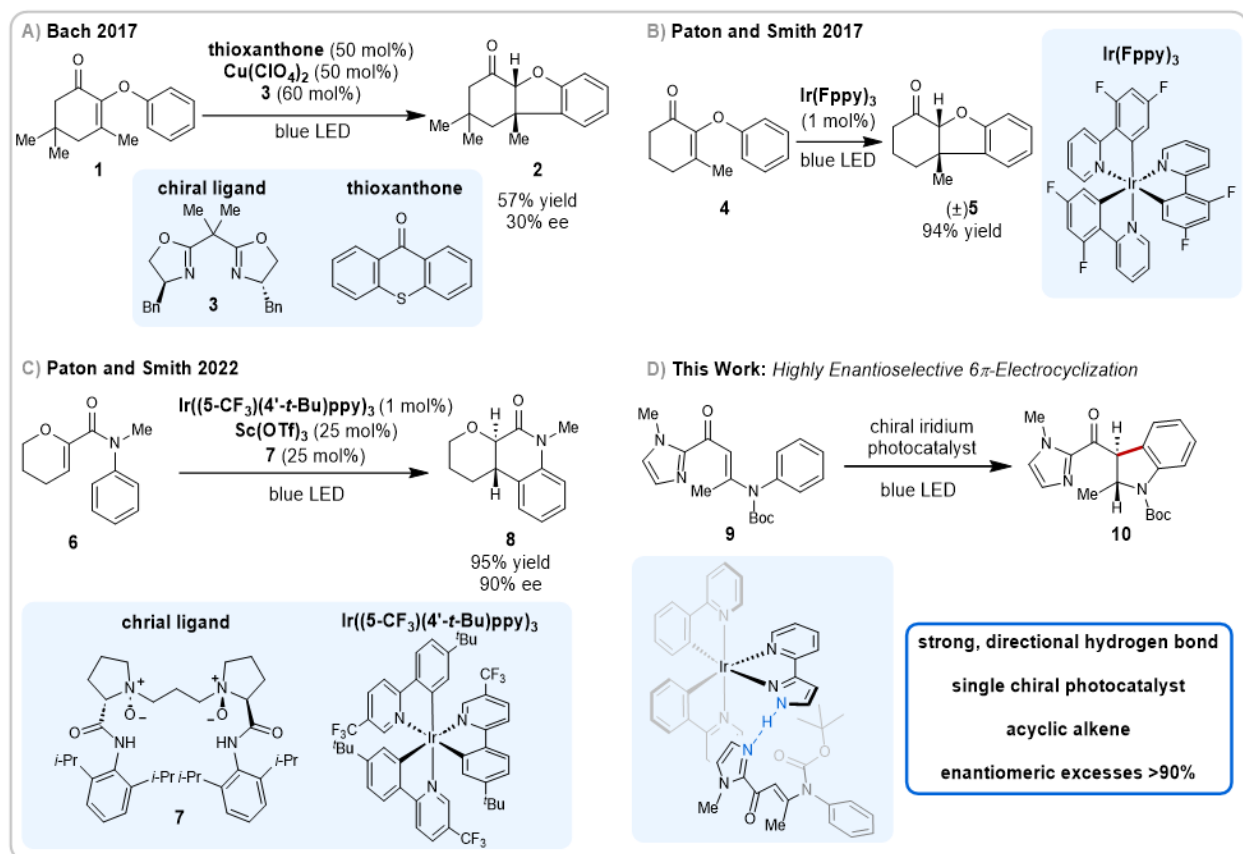 A) Bach 2017
thioxanthone (50 mol%)
Cu(ClO4)2 (50 mol%)
3 (60 mol%)
blue LED
O
O
Me
Me
Me
1
O
H
O
Me
Me
Me
2
57% yield
30% ee
chiral ligand
Me
Me
O
O
N
N
Bn
Bn
3
thioxanthone
O
S
B) Paton and Smith 2017
O
O
Me
4
Ir(Fppy)3
(1 mol%)
blue LED
O
H
O
Me
(±)5
94% yield
Ir(Fppy)3
F
F
N
N
Ir
F
F
N
F
F
C) Paton and Smith 2022
O
O
N
Me
6
Ir((5-CF3)(4'-t-Bu)ppy)3 (1 mol%)
Sc(OTf)3 (25 mol%)
7 (25 mol%)
blue LED
H
O
O
N
Me
H
8
95% yield
90% ee
chrial ligand
N
+
O−
N
+
O−
O
NH
O
HN
i-Pr
i-Pr
i-Pr
i-Pr
7
Ir((5-CF3)(4'-t-Bu)ppy)3
tBu
CF3
F3C
N
N
Ir
tBu
tBu
N
CF3
D) This Work: Highly Enantioselective 6π-Electrocyclization
Me
N
N
O
Me
N
Boc
9
chiral iridium
photocatalyst
blue LED
Me
N
N
O
H
Me
H
N
Boc
10
N
N
Ir
N
N
N
H
N
N
Me
O
Me
O
O
N
strong, directional hydrogen bond
single chiral photocatalyst
acyclic alkene
enantiomeric excesses >90%